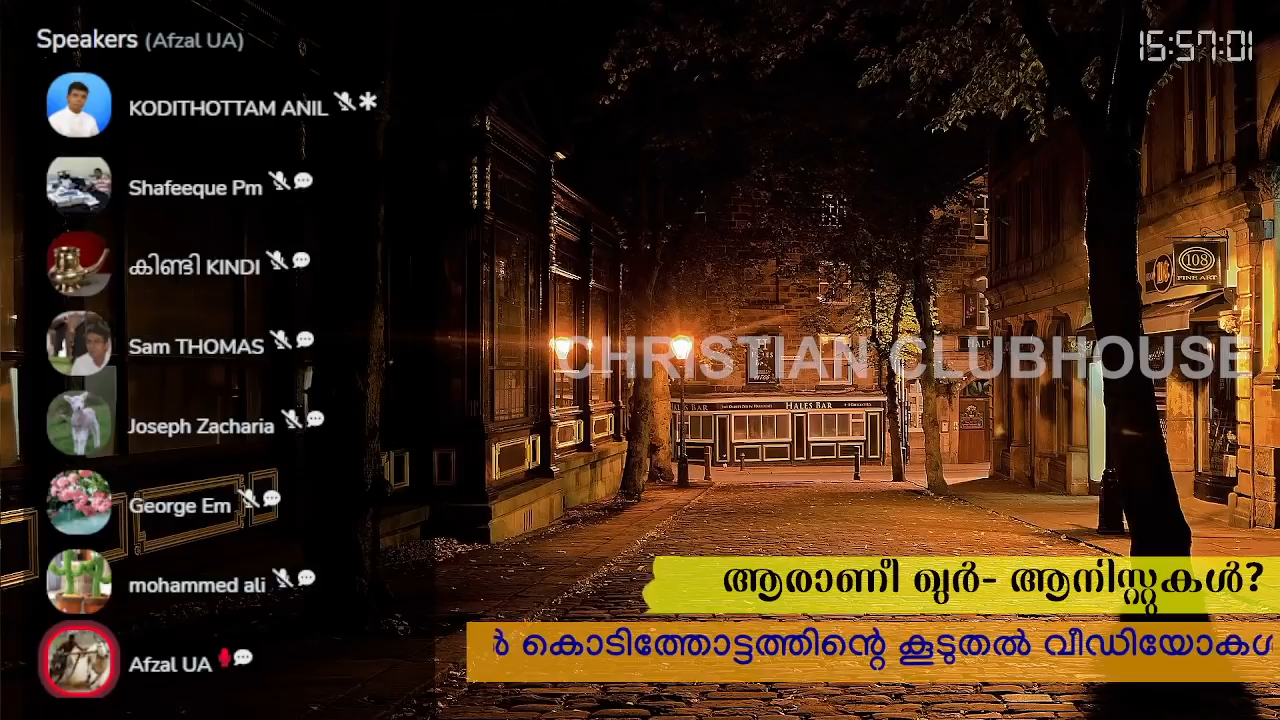 Speakers (Afzal UA)
15:57:01
KODITHOTTAM ANIL
Shafeeque Pm
കിണ്ടി KINDI
Sam THOMAS
Joseph Zacharia
George Em
mohammed ali
Afzal UA
108
FINE ART
CHRISTIAN CLUBHOUSE
HALES BAR
ആരാണീ ഖുർ- ആനിസ്റ്റുകൾ?
ർ കൊടിത്തോട്ടത്തിന്റെ കൂടുതൽ വീഡിയോകൾ